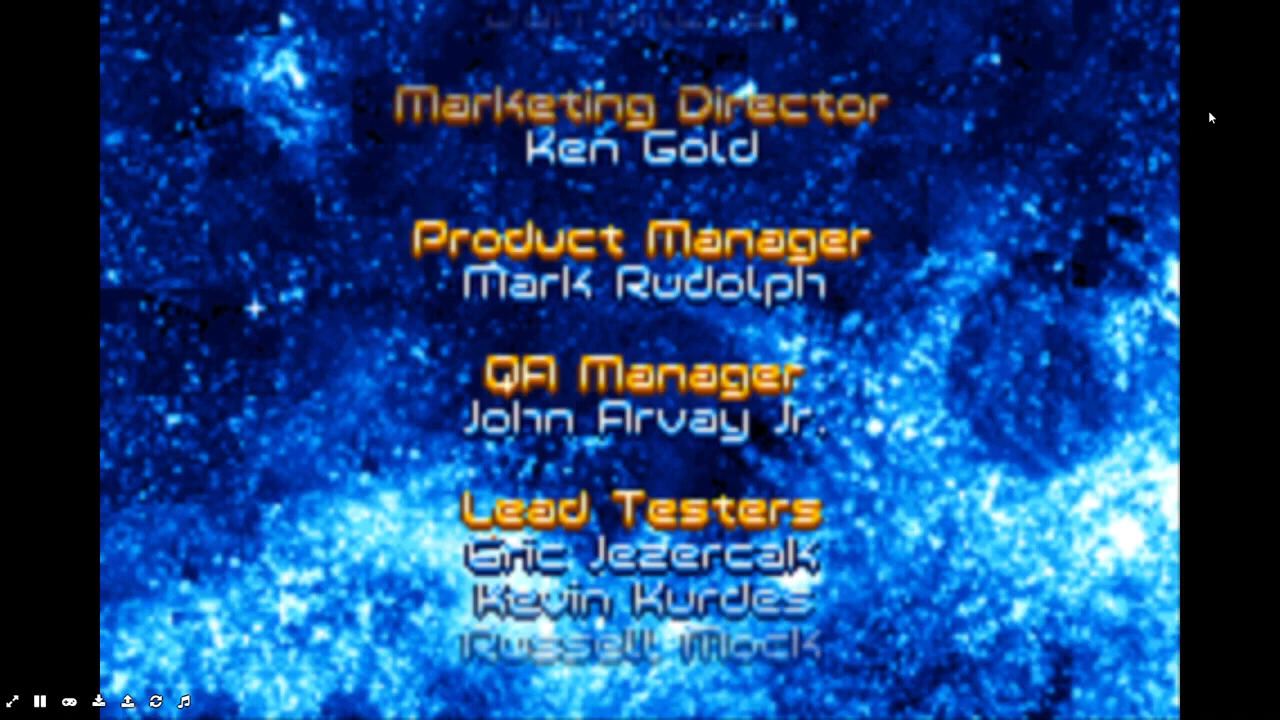 Marketing Director
Ken Gold
Product Manager
Mark Rudolph
QA Manager
John Arvay Jr.
Lead Testers
Eric Jezercak
Kevin Kurdes
Russell Mock